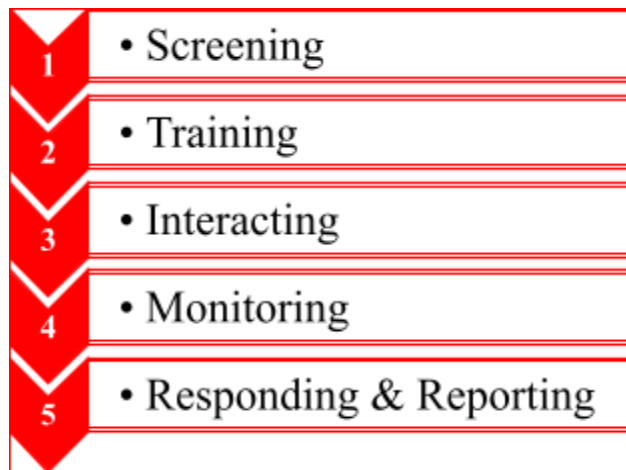 1 • Screening
2 • Training
3 • Interacting
4 • Monitoring
5 • Responding & Reporting